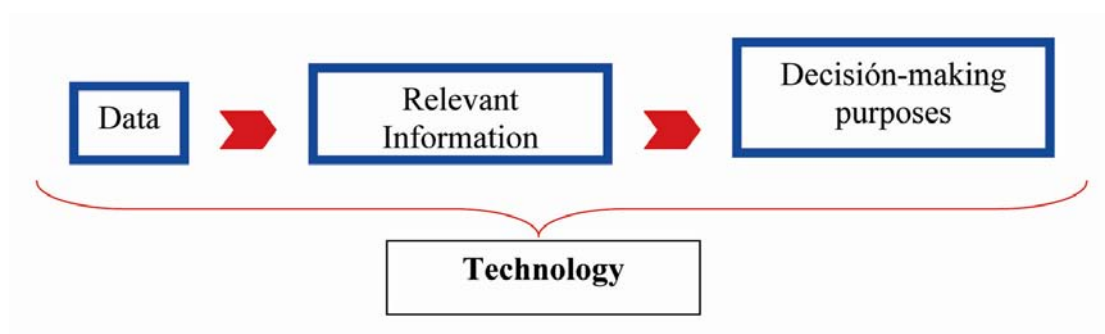 Data
Relevant
Information
Decisión-making
purposes
Technology